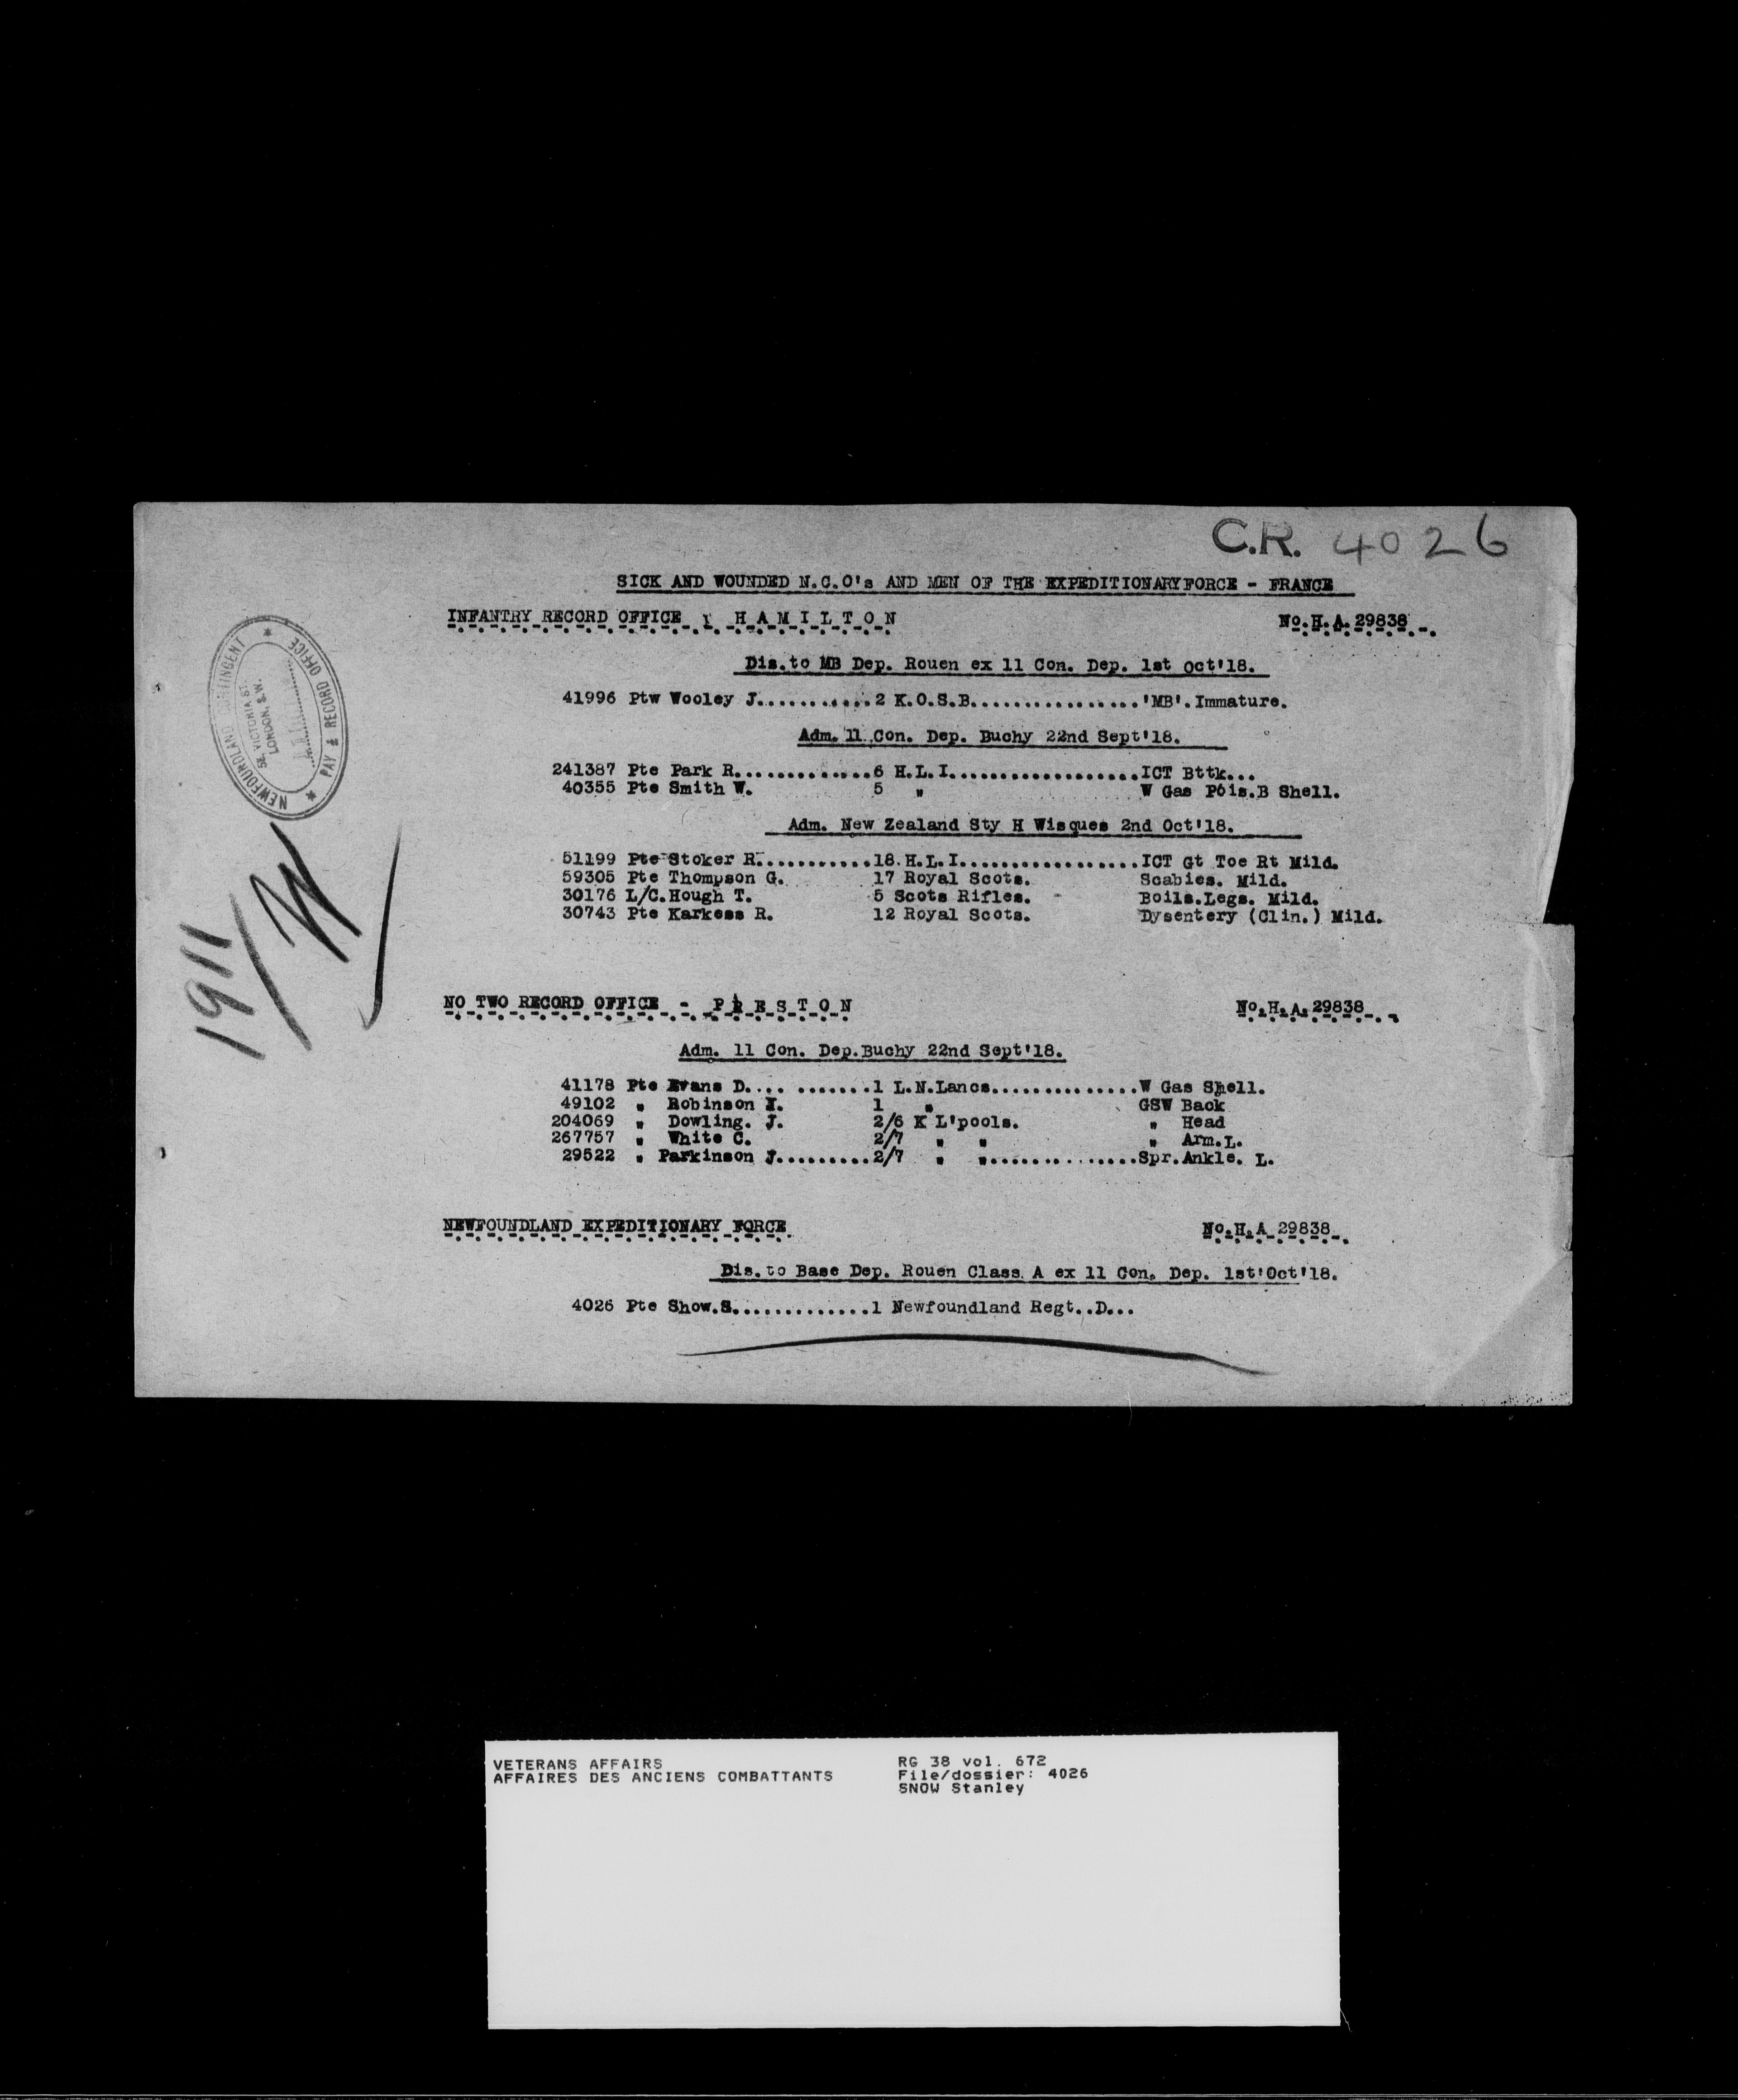 C.R. 4026
SICK AND WOUNDED N.C.O's AND MEN OF THE EXPEDITIONARYFORCE - FRANCE
INFANTRY RECORD OFFICE Y H A M I L T O N No.H.A.29838
Dis.to MB Dep. Rouen ex 11 Con. Dep. 1st Oct'18.
41996 Ptw Wooley J...........2 K.O.S.B................'MB'.Immature.
Adm. 11 Con. Dep. Buchy 22nd Sept'18.
241387 Pte Park R.............6 H.L.I..................ICT Bttk...
40355 Pte Smith W. 5 " W Gas Pois.B Shell.
Adm. New Zealand Sty H Wisques 2nd Oct'18.
51199 Pte Stoker R...........18.H.L.I.................ICT Gt Toe Rt Mild.
59305 Pte Thompson G. 17 Royal Scots. Scabies. Mild.
30176 L/C.Hough T. 5 Scots Rifles. Boils.Legs. Mild.
30743 Pte Karkess R. 12 Royal Scots. Dysentery (Clin.) Mild.
NO TWO RECORD OFFICE - P R E S T O N No.H.A.29838
Adm. 11 Con. Dep.Buchy 22nd Sept'18.
41178 Pte Evans D.... ........1 L.N.Lancs..............W Gas Shell.
49102 " Robinson I. 1 " GSW Back
204069 " Dowling. J. 2/6 K L'pools. " Head
267757 " White C. 2/7 " " " Arm.L.
29522 " Parkinson J.........2/7 " "..............Spr.Ankle. L.
NEWFOUNDLAND EXPEDITIONARY FORCE No.H.A 29838
Dis.to Base Dep. Rouen Class A ex 11 Con. Dep. 1st'Oct'18.
4026 Pte Show.S.............1 Newfoundland Regt..D...
NEWFOUNDLAND CONTINGENT
58, VICTORIA ST.
LONDON, S.W.
PAY & RECORD OFFICE
1911
VETERANS AFFAIRS RG 38 vol. 672
AFFAIRES DES ANCIENS COMBATTANTS File/dossier: 4026
SNOW Stanley